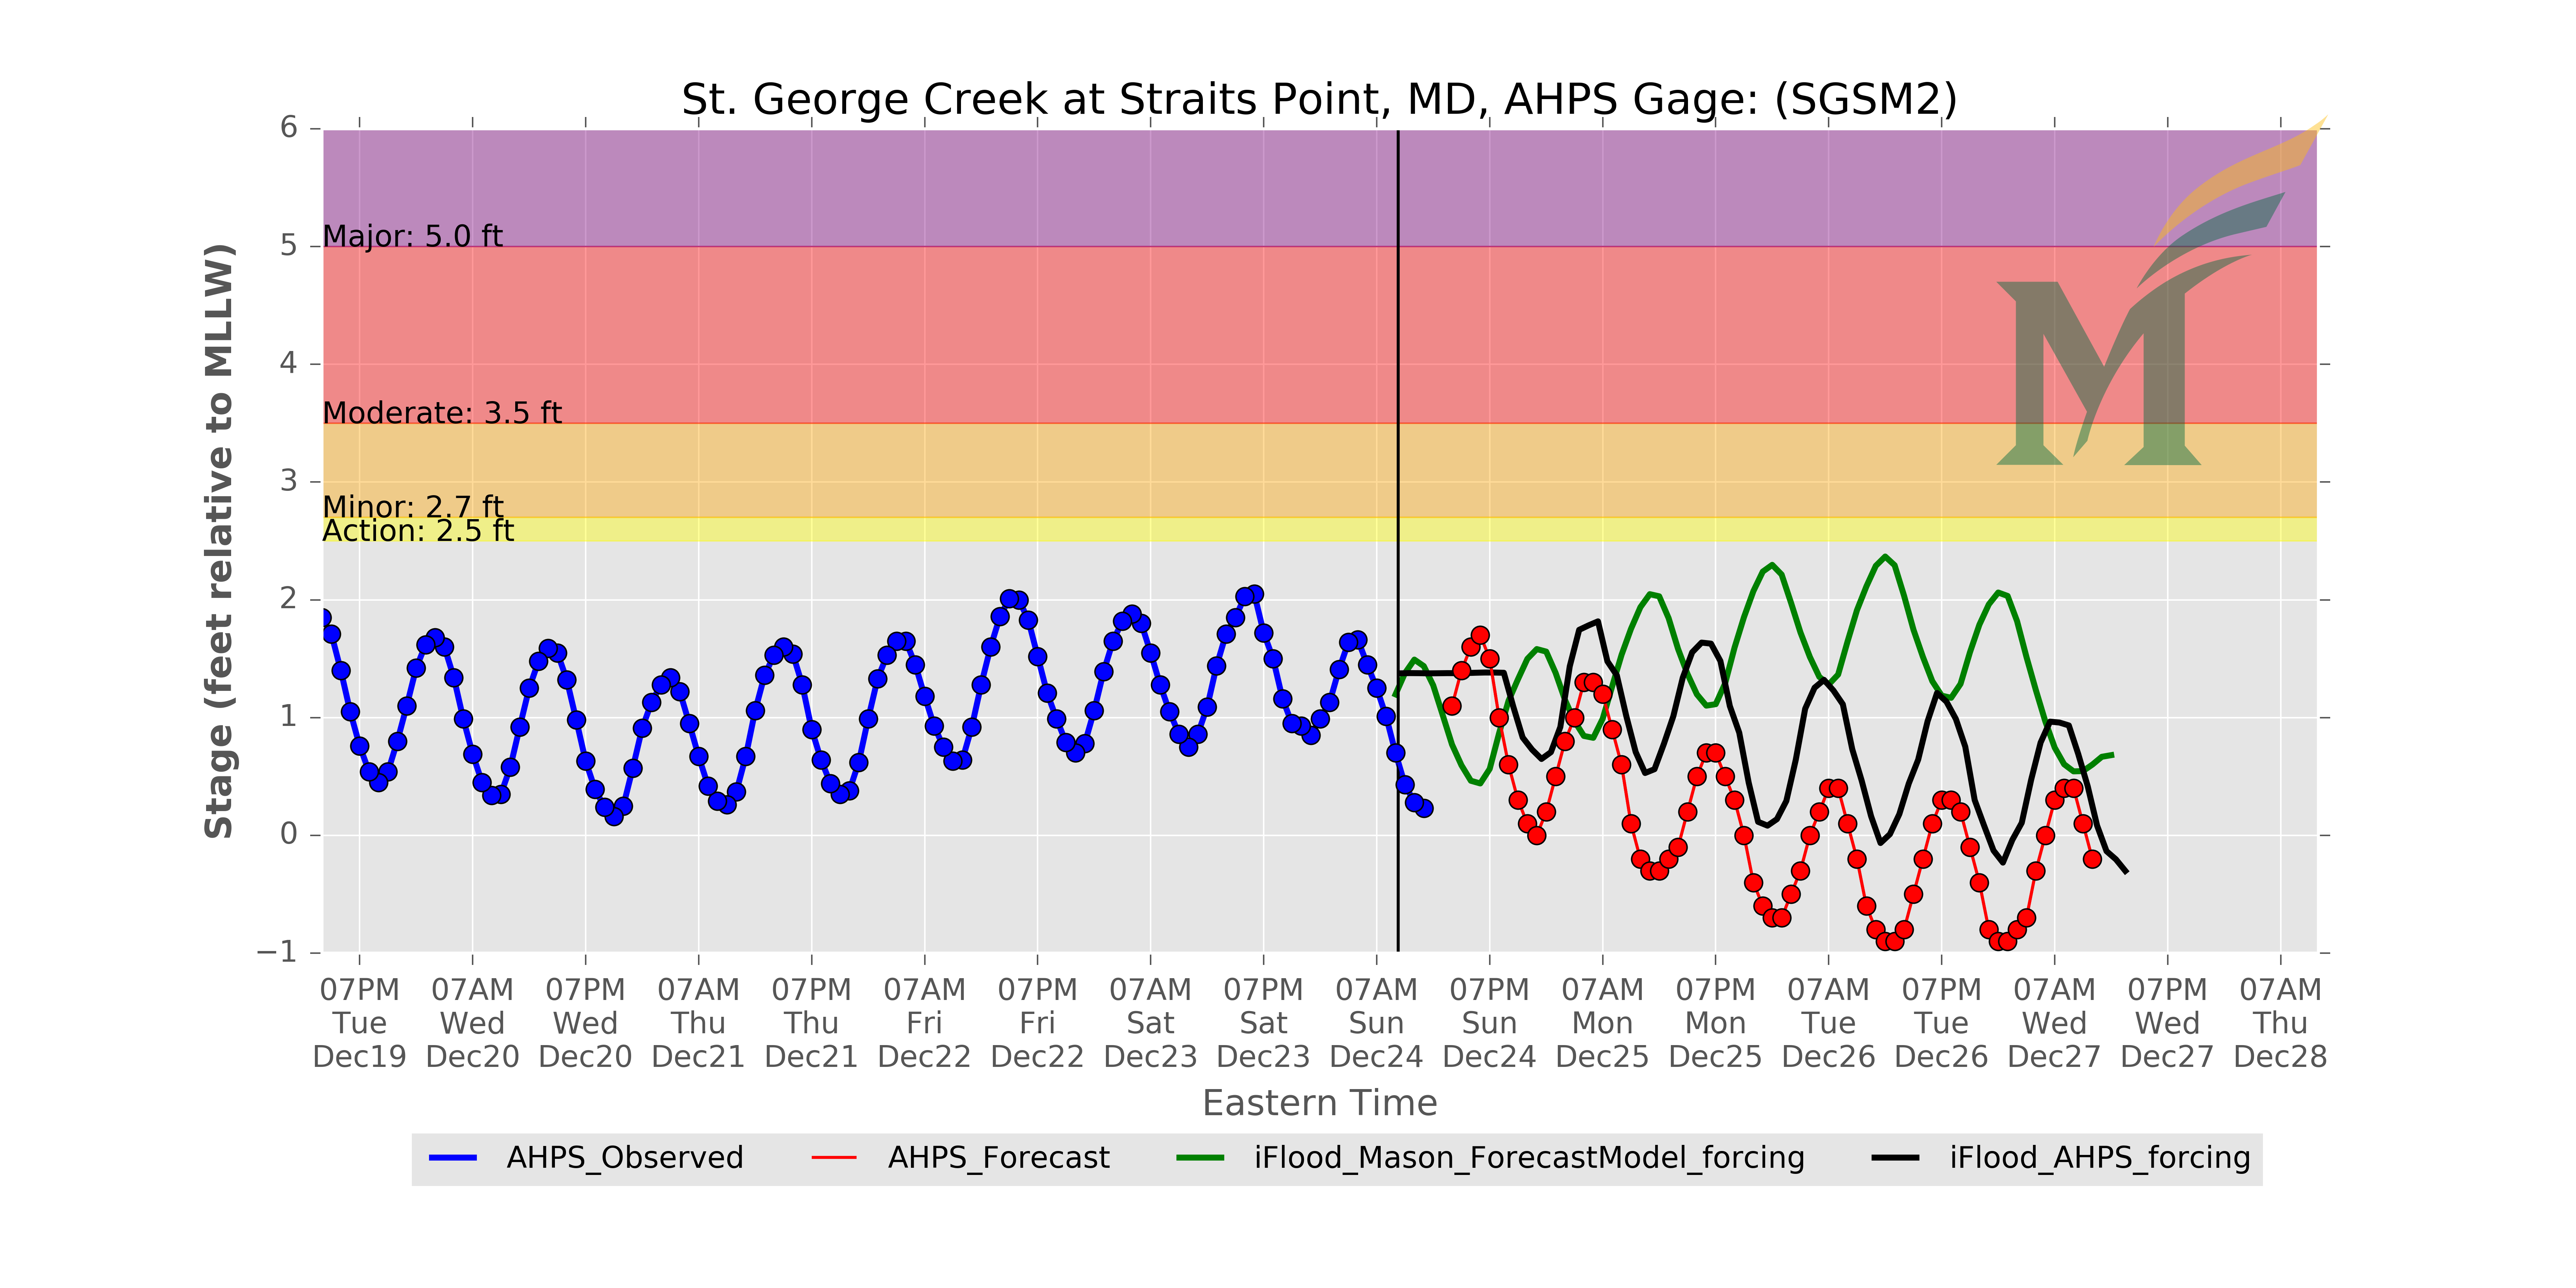 St. George Creek at Straits Point, MD, AHPS Gage: (SGSM2)
Stage (feet relative to MLLW)
6
5
4
3
2
1
0
−1
Major: 5.0 ft
Moderate: 3.5 ft
Minor: 2.7 ft
Action: 2.5 ft
M
07PM 07AM 07PM 07AM 07PM 07AM 07PM 07AM 07PM 07AM 07PM 07AM 07PM 07AM 07PM 07AM 07PM 07AM
Tue Wed Wed Thu Thu Fri Fri Sat Sat Sun Sun Mon Mon Tue Tue Wed Wed Thu
Dec19 Dec20 Dec20 Dec21 Dec21 Dec22 Dec22 Dec23 Dec23 Dec24 Dec24 Dec25 Dec25 Dec26 Dec26 Dec27 Dec27 Dec28
Eastern Time
AHPS_Observed AHPS_Forecast iFlood_Mason_ForecastModel_forcing iFlood_AHPS_forcing